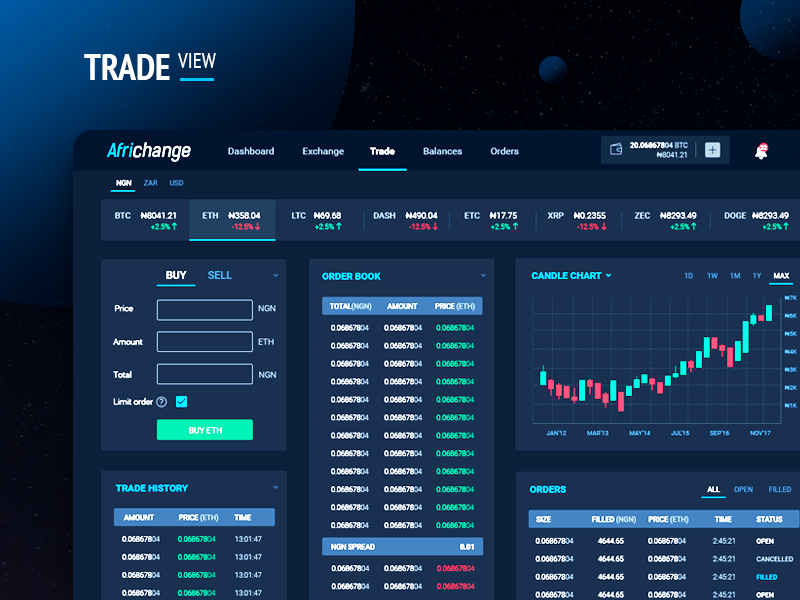 TRADE VIEW
Africhange Dashboard Exchange Trade Balances Orders
20.06867804 BTC
₦8041.21
NGN ZAR USD
BTC ₦8041.21 ETH ₦358.04 LTC ₦69.68 DASH ₦490.04 ETC ₦17.75 XRP ₦0.2355 ZEC ₦8293.49 DOGE ₦8293.49
+2.5%↑ -12.5%↓ +2.5%↑ -12.5%↓ +2.5%↑ -12.5%↓ +2.5%↑ +2.5%↑
BUY SELL
Price NGN
Amount ETH
Total NGN
Limit order ?
BUY ETH
TRADE HISTORY
AMOUNT PRICE (ETH) TIME
0.06867804 0.06867804 13:01:47
0.06867804 0.06867804 13:01:47
0.06867804 0.06867804 13:01:47
0.06867804 0.06867804 13:01:47
ORDER BOOK
TOTAL(NGN) AMOUNT PRICE (ETH)
0.06867804 0.06867804 0.06867804
0.06867804 0.06867804 0.06867804
0.06867804 0.06867804 0.06867804
0.06867804 0.06867804 0.06867804
0.06867804 0.06867804 0.06867804
0.06867804 0.06867804 0.06867804
0.06867804 0.06867804 0.06867804
0.06867804 0.06867804 0.06867804
0.06867804 0.06867804 0.06867804
0.06867804 0.06867804 0.06867804
0.06867804 0.06867804 0.06867804
0.06867804 0.06867804 0.06867804
NGN SPREAD 0.01
0.06867804 0.06867804 0.06867804
0.06867804 0.06867804 0.06867804
CANDLE CHART 1D 1W 1M 1Y MAX
₦7K
₦6K
₦5K
₦4K
₦3K
₦2K
₦1K
JAN'12 MAR'13 MAY'14 JUL'15 SEP'16 NOV'17
ORDERS ALL OPEN FILLED
SIZE FILLED (NGN) PRICE (ETH) TIME STATUS
0.06867804 4644.65 0.06867804 2:45:21 OPEN
0.06867804 4644.65 0.06867804 2:45:21 CANCELLED
0.06867804 4644.65 0.06867804 2:45:21 FILLED
0.06867804 4644.65 0.06867804 2:45:21 OPEN